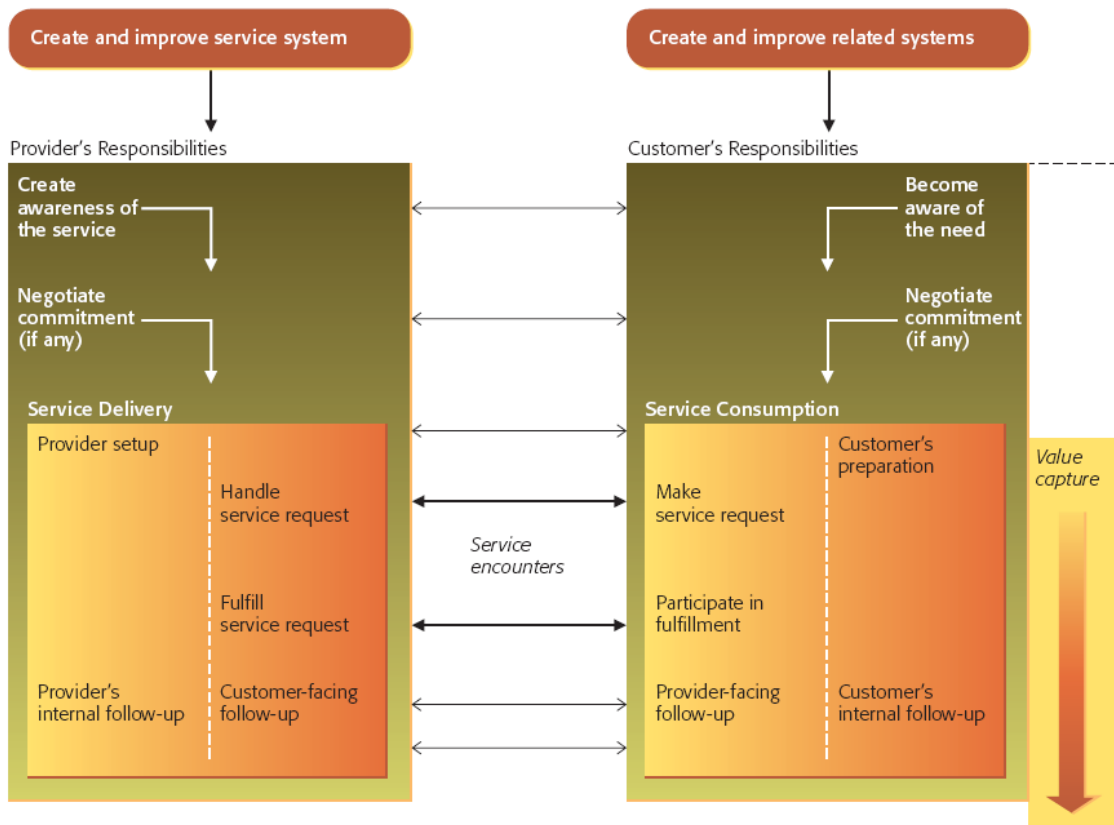 Create and improve service system
Create and improve related systems
Provider’s Responsibilities
Customer’s Responsibilities
Create
awareness of
the service
Become
aware of
the need
Negotiate
commitment
(if any)
Negotiate
commitment
(if any)
Service Delivery
Service Consumption
Provider setup
Handle
service request
Fulfill
service request
Provider’s
internal follow-up
Customer-facing
follow-up
Service
encounters
Customer’s
preparation
Make
service request
Participate in
fulfillment
Provider-facing
follow-up
Customer’s
internal follow-up
Value
capture